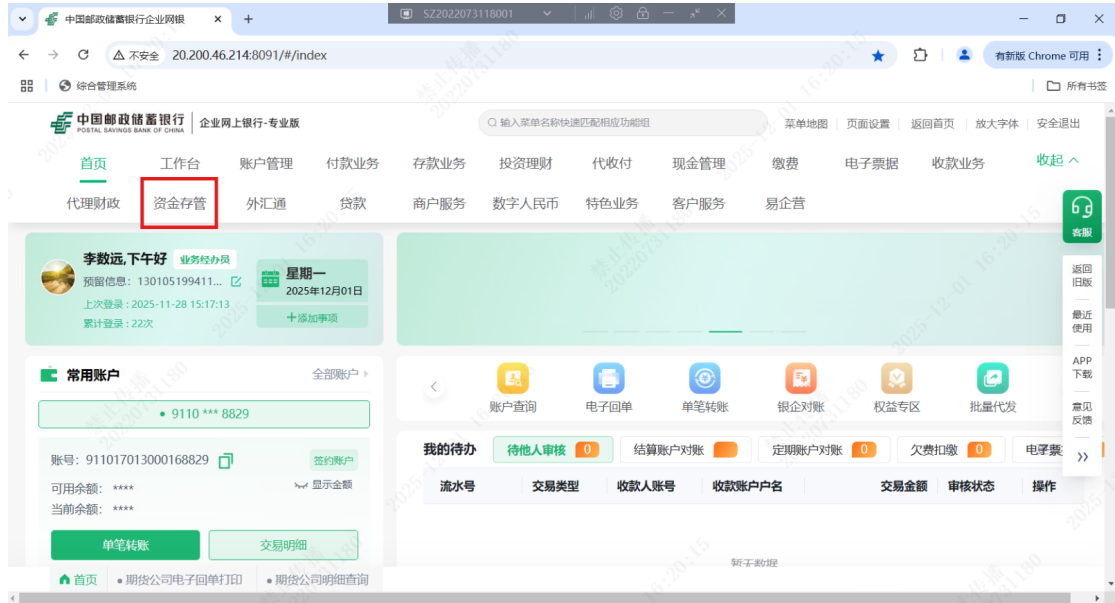 中国邮政储蓄银行企业网银
SZ2022073118001
不安全 20.200.46.214:8091/#/index
有新版 Chrome 可用
综合管理系统
所有书签
中国邮政储蓄银行 企业网上银行-专业版
POSTAL SAVINGS BANK OF CHINA
输入菜单名称快速匹配相应功能组
菜单地图 页面设置 返回首页 放大字体 安全退出
首页 工作台 账户管理 付款业务 存款业务 投资理财 代收付 现金管理 缴费 电子票据 收款业务 收起
代理财政 资金存管 外汇通 贷款 商户服务 数字人民币 特色业务 客户服务 易企营
客服
返回
旧版
最近
使用
APP
下载
意见
反馈
李数远,下午好 业务经办员
预留信息: 130105199411...
上次登录 : 2025-11-28 15:17:13
累计登录 : 22次
星期一
2025年12月01日
+添加事项
常用账户 全部账户
9110 *** 8829
账号: 911017013000168829 签约账户
可用余额: **** 显示金额
当前余额: ****
单笔转账 交易明细
账户查询 电子回单 单笔转账 银企对账 权益专区 批量代发
我的待办 待他人审核 0 结算账户对账 定期账户对账 0 欠费扣缴 0 电子票
流水号 交易类型 收款人账号 收款账户户名 交易金额 审核状态 操作
暂无数据
首页 期货公司电子回单打印 期货公司明细查询